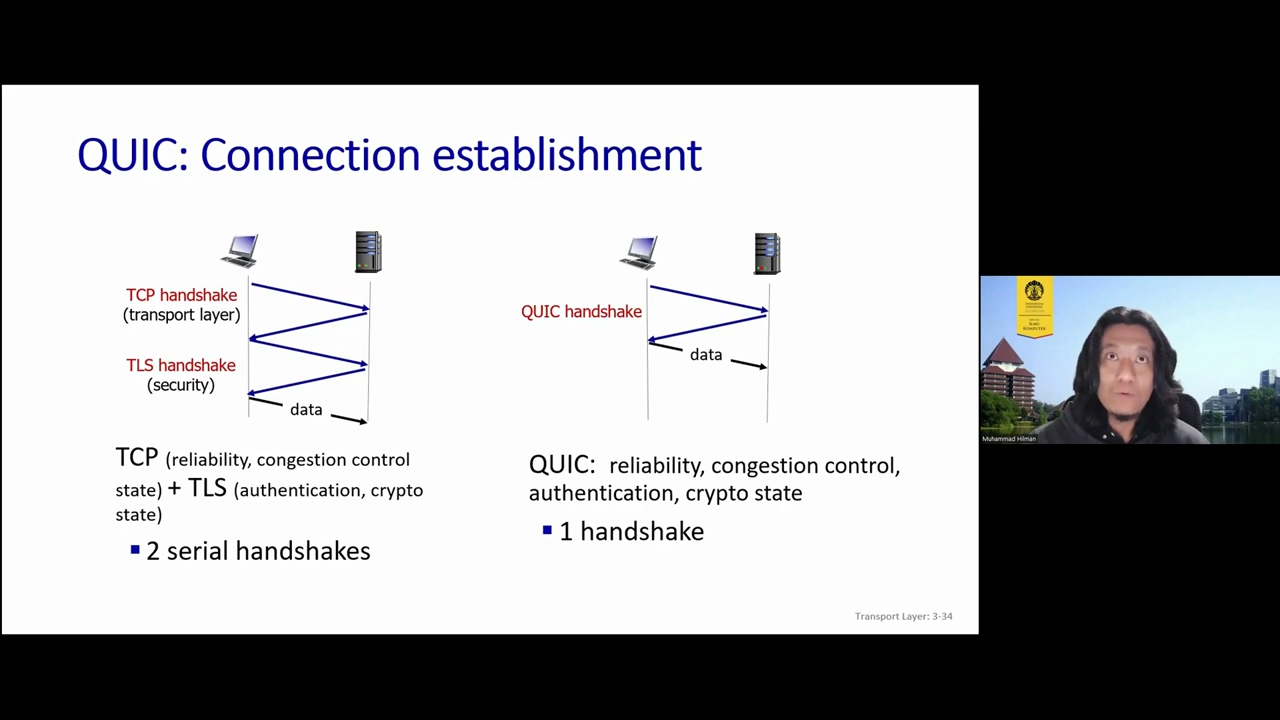 QUIC: Connection establishment
TCP handshake
(transport layer)
TLS handshake
(security)
data
TCP (reliability, congestion control
state) + TLS (authentication, crypto
state)
▪ 2 serial handshakes
QUIC handshake
data
QUIC: reliability, congestion control,
authentication, crypto state
▪ 1 handshake
Transport Layer: 3-34
ILMU
KOMPUTER
Muhammad Hilman